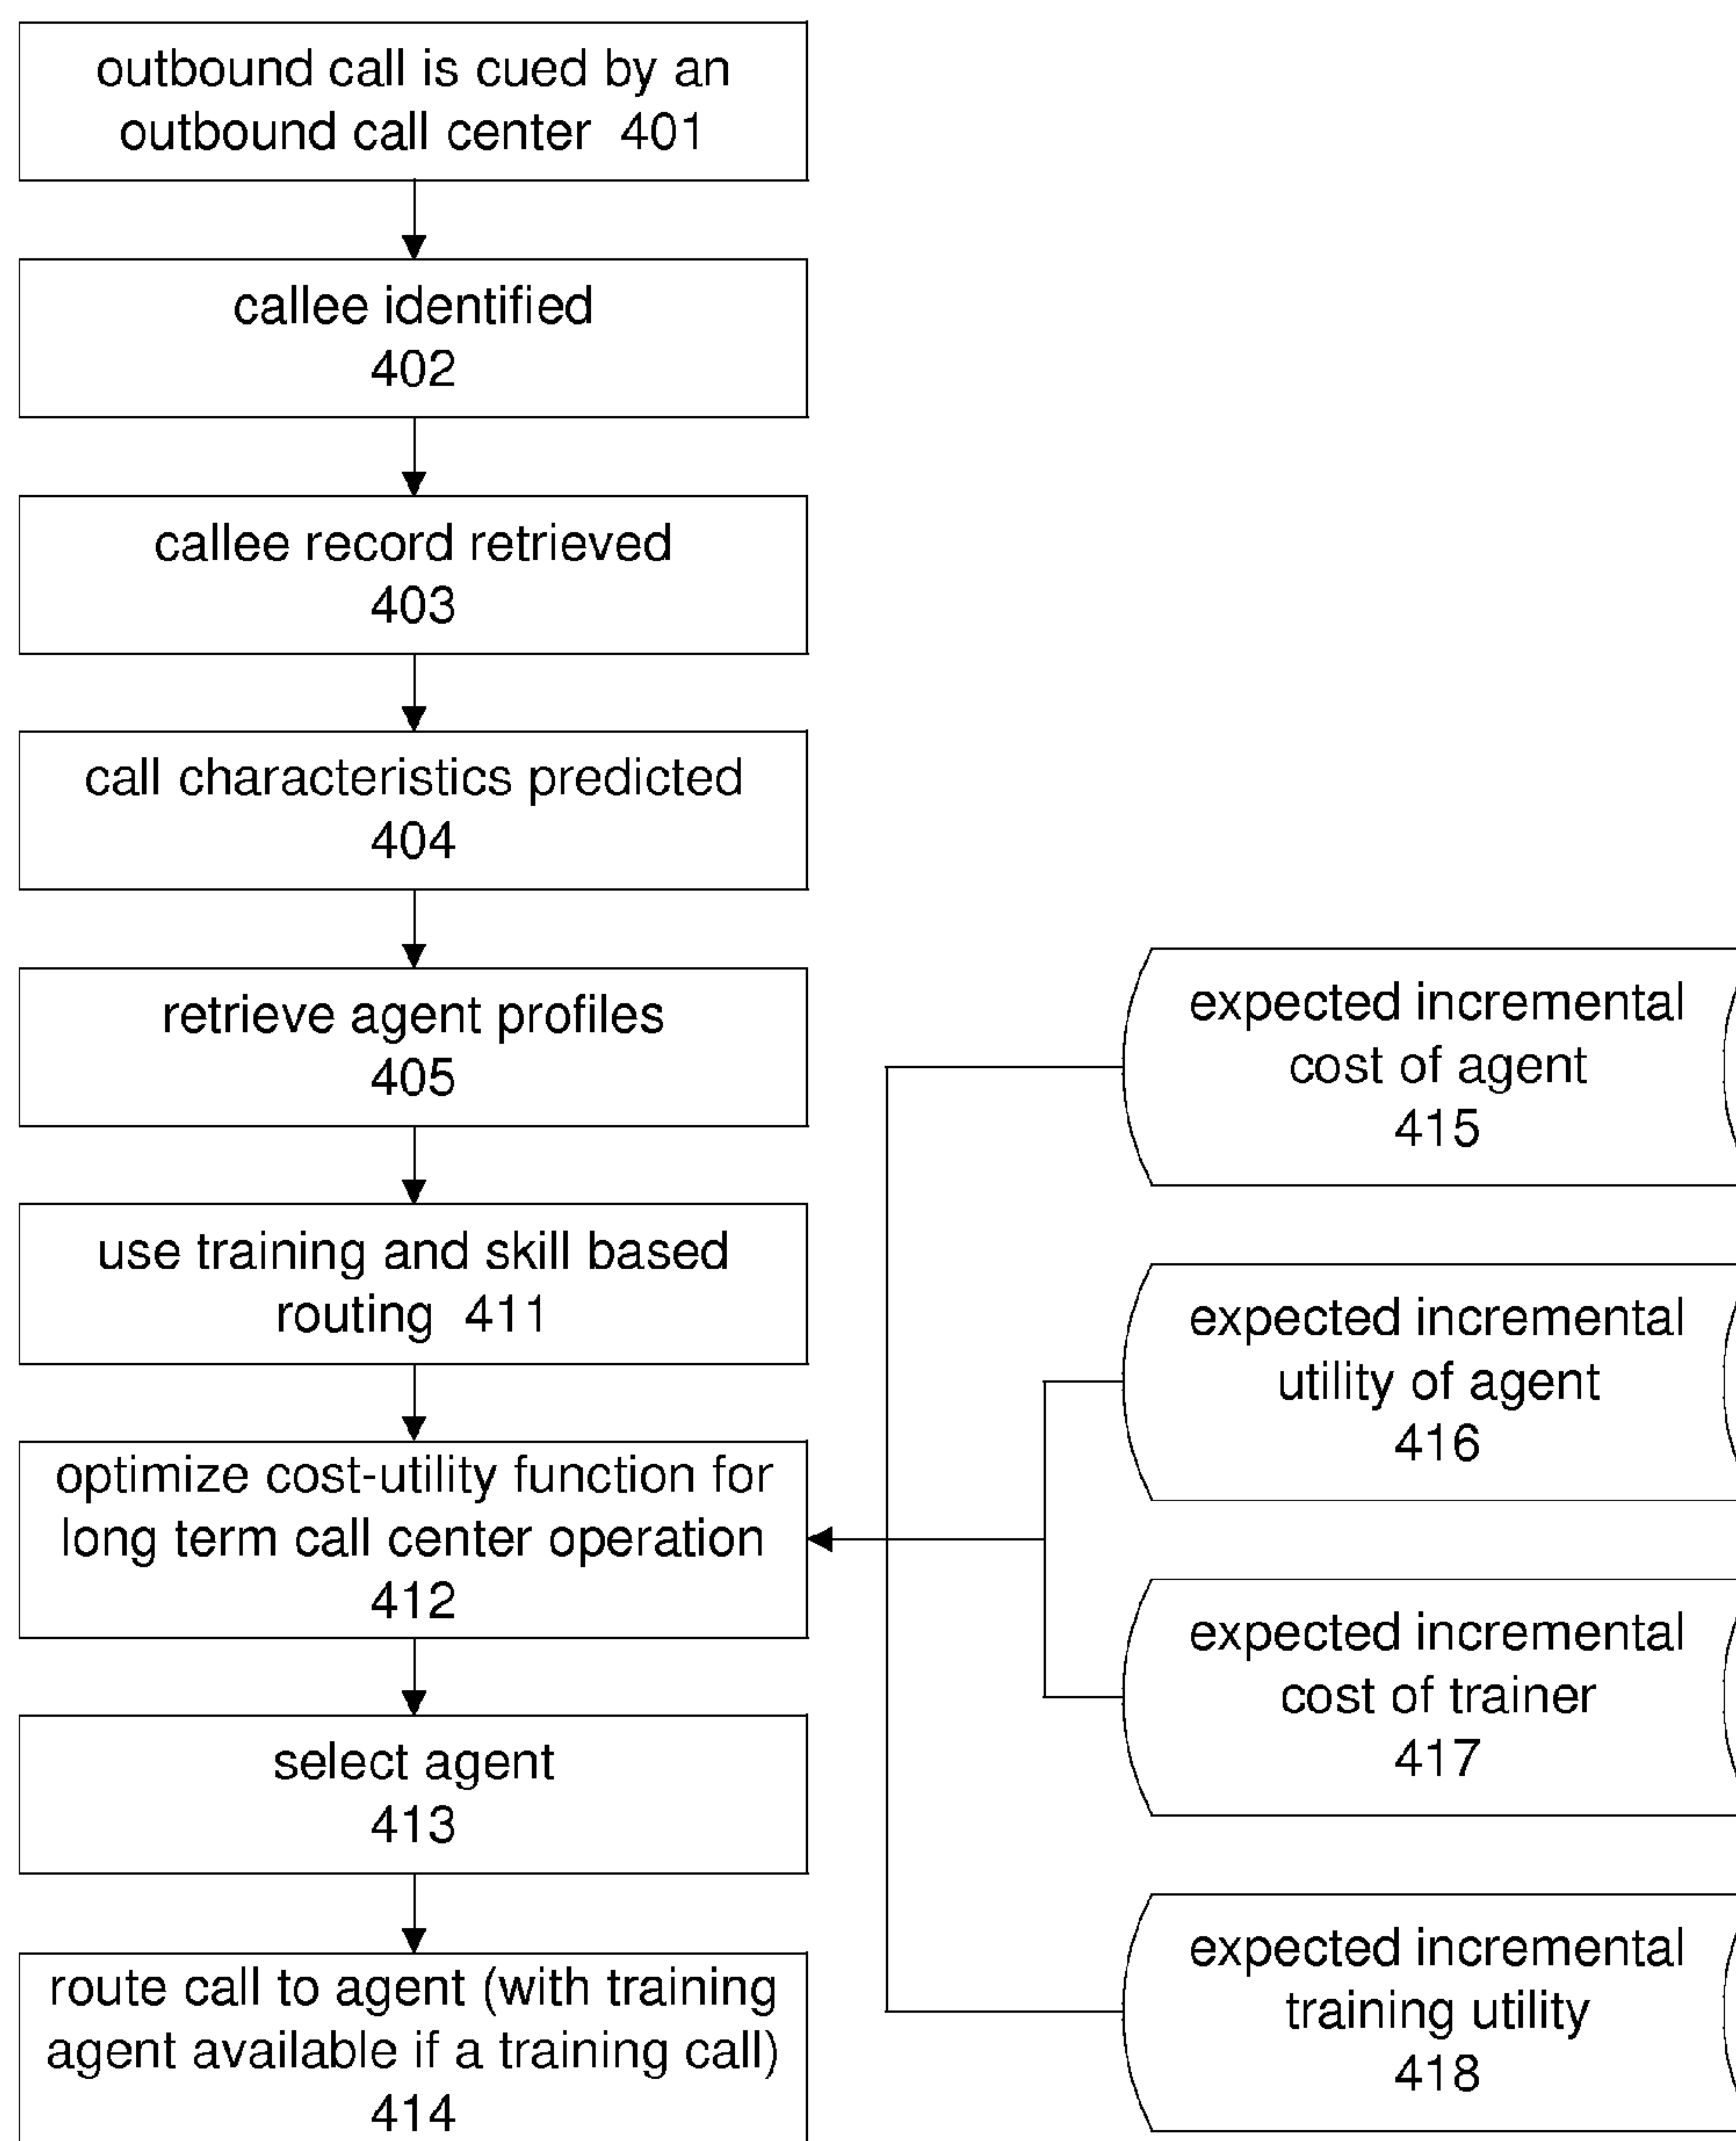 outbound call is cued by an
outbound call center 401
callee identified
402
callee record retrieved
403
call characteristics predicted
404
retrieve agent profiles
405
use training and skill based
routing 411
optimize cost-utility function for
long term call center operation
412
select agent
413
route call to agent (with training
agent available if a training call)
414
expected incremental
cost of agent
415
expected incremental
utility of agent
416
expected incremental
cost of trainer
417
expected incremental
training utility
418